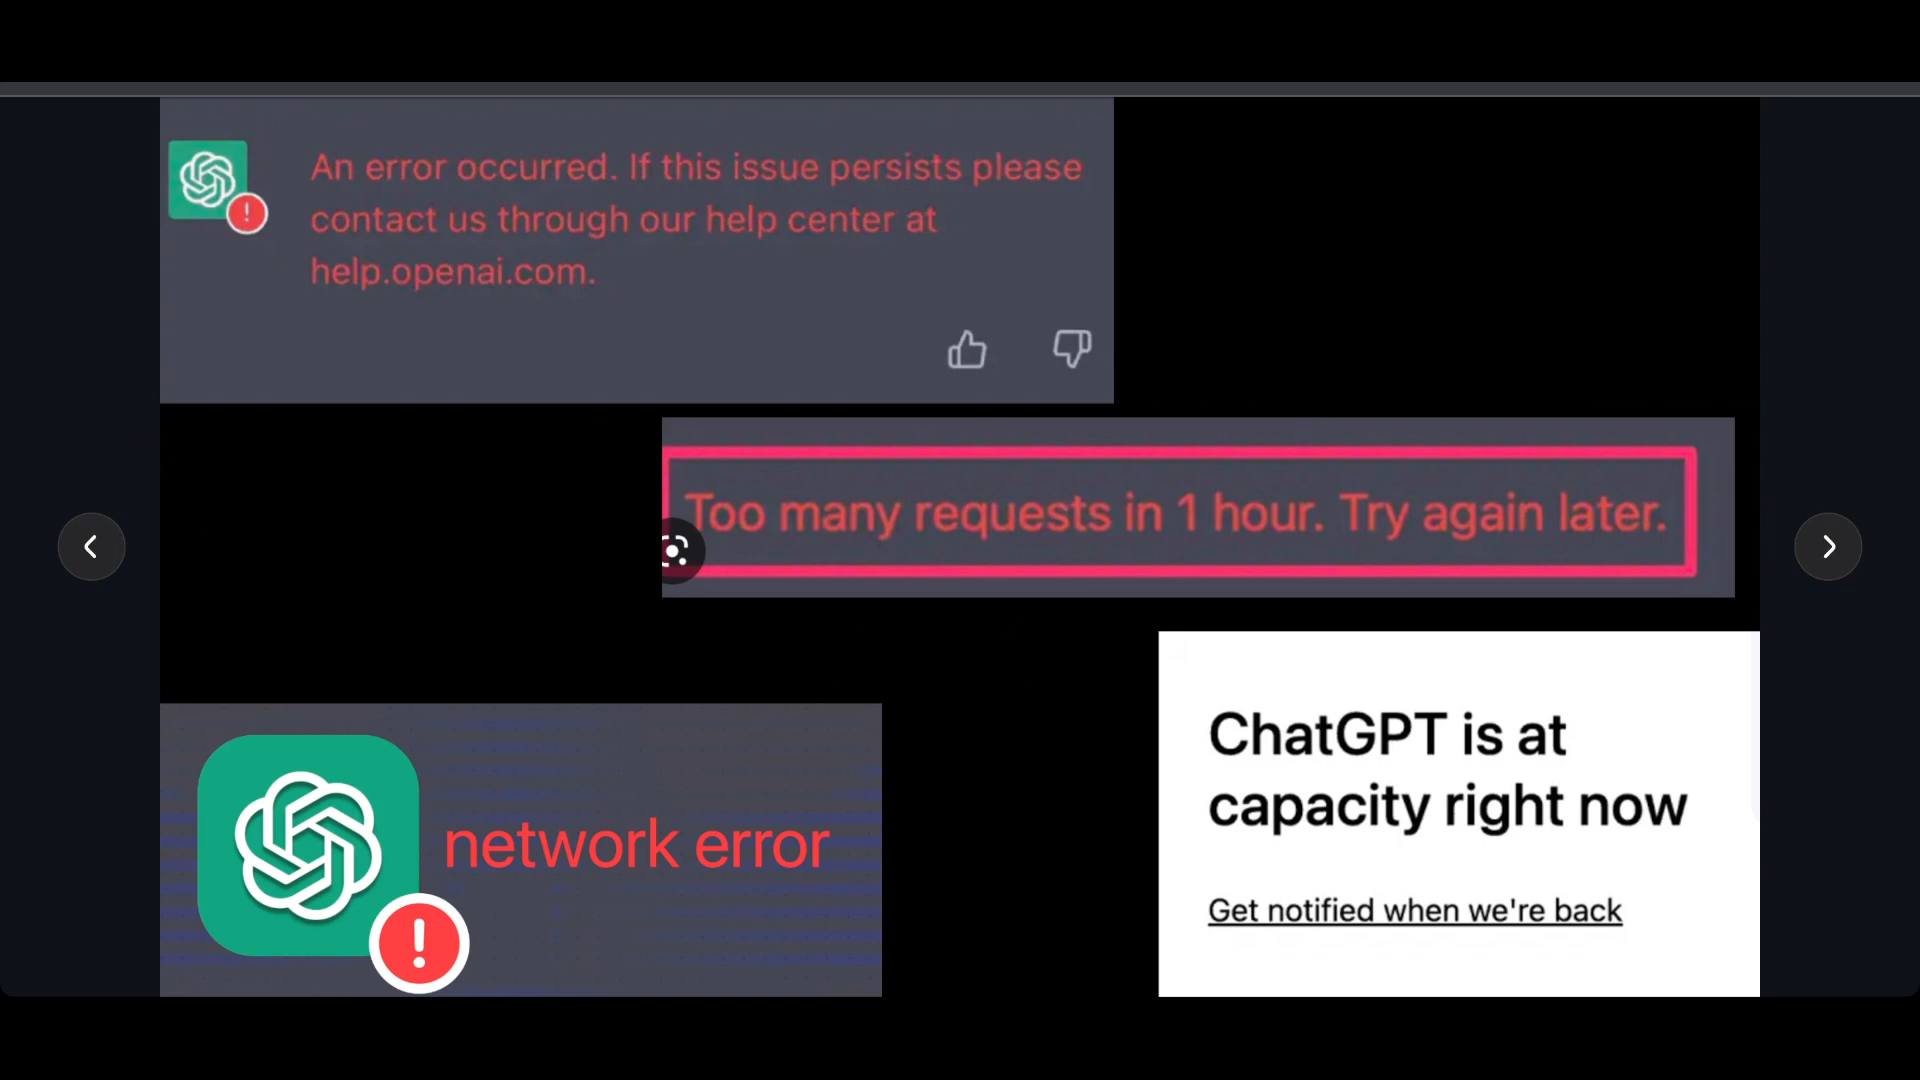 An error occurred. If this issue persists please
contact us through our help center at
help.openai.com.
Too many requests in 1 hour. Try again later.
network error
ChatGPT is at
capacity right now
Get notified when we're back